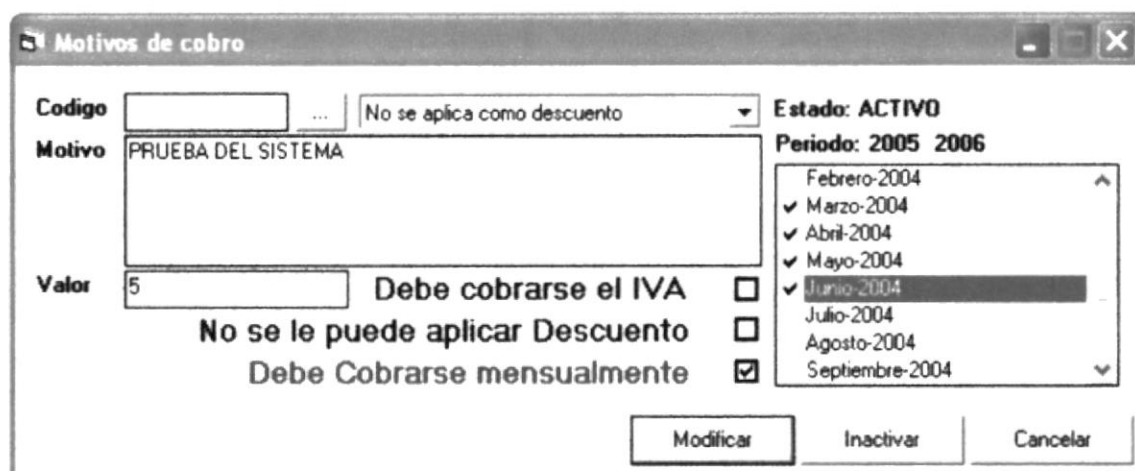 Motivos de cobro
Codigo ... No se aplica como descuento Estado: ACTIVO
Motivo PRUEBA DEL SISTEMA Periodo: 2005 2006
Febrero-2004
Marzo-2004
Abril-2004
Mayo-2004
Junio-2004
Julio-2004
Agosto-2004
Septiembre-2004
Valor 5 Debe cobrarse el IVA
No se le puede aplicar Descuento
Debe Cobrarse mensualmente
Modificar Inactivar Cancelar